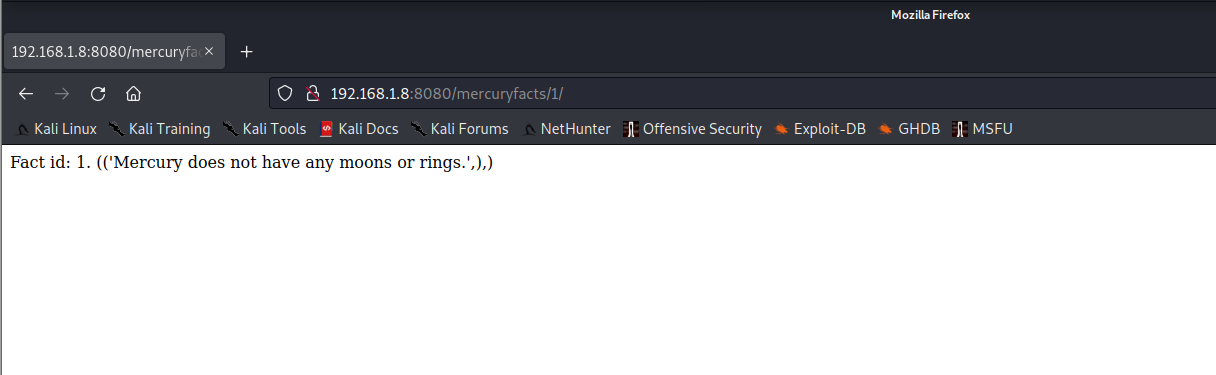 Mozilla Firefox
192.168.1.8:8080/mercuryfa
192.168.1.8:8080/mercuryfacts/1/
Kali Linux Kali Training Kali Tools Kali Docs Kali Forums NetHunter Offensive Security Exploit-DB GHDB MSFU
Fact id: 1. (('Mercury does not have any moons or rings.',),)